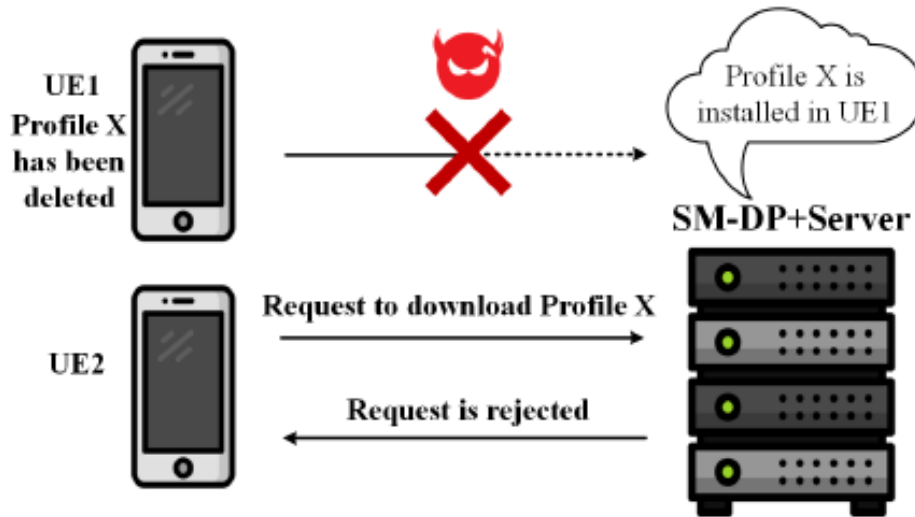 UE1
Profile X
has been
deleted
Profile X is
installed in UE1
SM-DP+Server
Request to download Profile X
UE2
Request is rejected